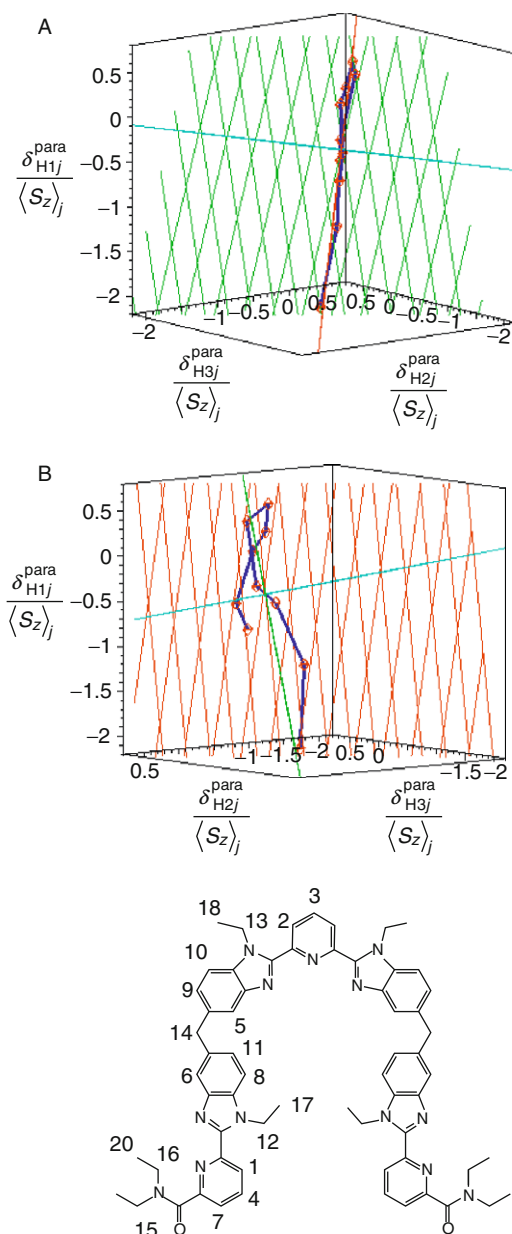 A
0.5
0
−0.5
−1
−1.5
−2
δ^para_H1j / ⟨S_z⟩_j
−2 −1 −0.5 0 0.5 0.5 0 −0.5 −1 −2
δ^para_H3j / ⟨S_z⟩_j
δ^para_H2j / ⟨S_z⟩_j
B
0.5
0
−0.5
−1
−1.5
−2
δ^para_H1j / ⟨S_z⟩_j
0.5 −1 −1.5 −2 0.5 0 −1.5 −2
δ^para_H2j / ⟨S_z⟩_j
δ^para_H3j / ⟨S_z⟩_j
3
18 13 2
N N N
10
N N
9
5
14
11
6
8
N N 17 N N
20 16 12
N 1 N
N N
15 O 7 4 O